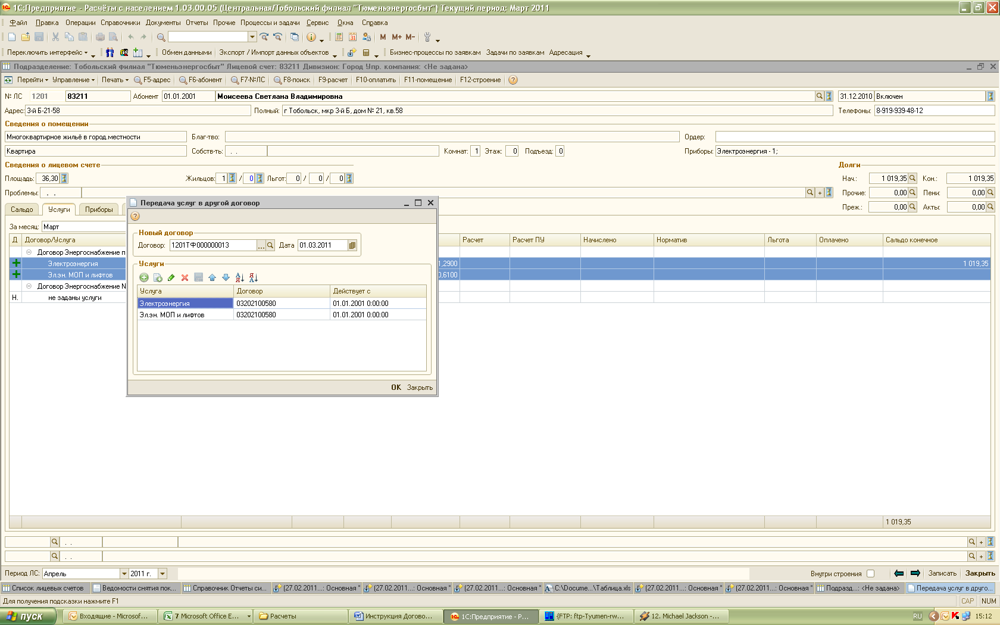 1С:Предприятие - Расчёты с населением 1.03.00.05 (Центральная/Тобольский филиал "Тюменьэнергосбыт") Текущий период: Март 2011
Файл Правка Операции Справочники Документы Отчеты Прочие Процессы и задачи Сервис Окна Справка
M M+ M-
Переключить интерфейс Обмен данными Экспорт / Импорт данных объектов Бизнес-процессы по заявкам Задачи по заявкам Адресация
Подразделение: Тобольский филиал "Тюменьэнергосбыт" Лицевой счет: 83211 Дивизион: Город Упр. компания: <Не задана>
Перейти Управление Печать F5-адрес F6-абонент F7-№ЛС F8-поиск F9-расчет F10-оплатить F11-помещение F12-строение
№ ЛС 1201 83211 Абонент 01.01.2001 Моисеева Светлана Владимировна 31.12.2010 Включен
Адрес: 3-й Б-21-58 Полный: г Тобольск, мкр 3-й Б, дом № 21, кв.58 Телефоны: 8-919-939-48-12
Сведения о помещении
Многоквартирное жильё в город.местности Благ-тво: Ордер:
Квартира Собств-ть: . . Комнат: 1 Этаж: 0 Подъезд: 0 Приборы: Электроэнергия - 1;
Сведения о лицевом счете Долги
Площадь: 36,30 Жильцов: 1 / 0 Льгот: 0 / 0 / 0 Нач.: 1 019,35 Кон.: 1 019,35
Проблемы: . . + Прочие: 0,00 Пени: 0,00
Сальдо Услуги Приборы Преж.: 0,00 Акты: 0,00
За месяц: Март
Д Договор/Услуга Расчет Расчет ПУ Начислено Норматив Льгота Оплачено Сальдо конечное
Договор Энергоснабжение п
Электроэнергия 1,2900 1 019,35
Эл.эн. МОП и лифтов 0,6100
Договор Энергоснабжение N
Н. не заданы услуги
Передача услуг в другой договор
Новый договор
Договор: 1201ТФ000000013 ... Дата 01.03.2011
Услуги
Услуга Договор Действует с
Электроэнергия 03202100580 01.01.2001 0:00:00
Эл.эн. МОП и лифтов 03202100580 01.01.2001 0:00:00
OK Закрыть
1 019,35
. . +
. . +
Период ЛС: Апрель 2011 г. Внутри строения Записать Закрыть
Список лицевых счетов Ведомости снятия пок... Справочник Отчеты си... (27.02.2011...: Основная * (27.02.2011...: Основная * (27.02.2011...: Основная * C:\Docume...\Таблица.xls (27.02.2011...: Основная * (27.02.2011...: Основная * Подразд...: <Не задана> Передача услуг в друго...
Для получения подсказки нажмите F1 CAP NUM
пуск Входящие - Microsof... 7 Microsoft Office E... Расчеты Инструкция Догово... 1С:Предприятие - Р... {FTP: ftp-Tyumen-rw... 12. Michael Jackson -... RU 15:12